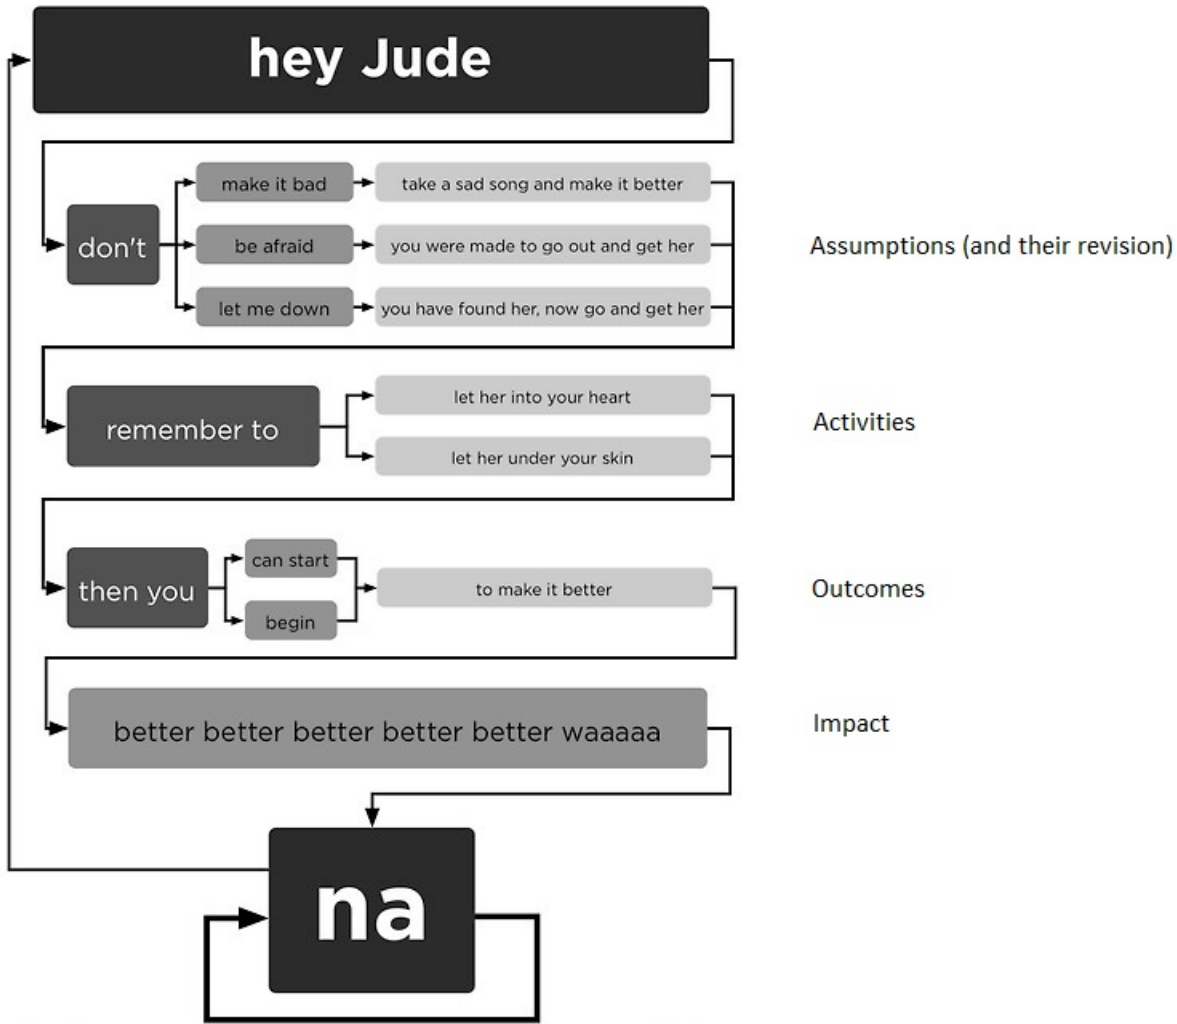 hey Jude
don't
make it bad
take a sad song and make it better
be afraid
you were made to go out and get her
let me down
you have found her, now go and get her
Assumptions (and their revision)
remember to
let her into your heart
let her under your skin
Activities
then you
can start
begin
to make it better
Outcomes
better better better better better waaaaa
Impact
na